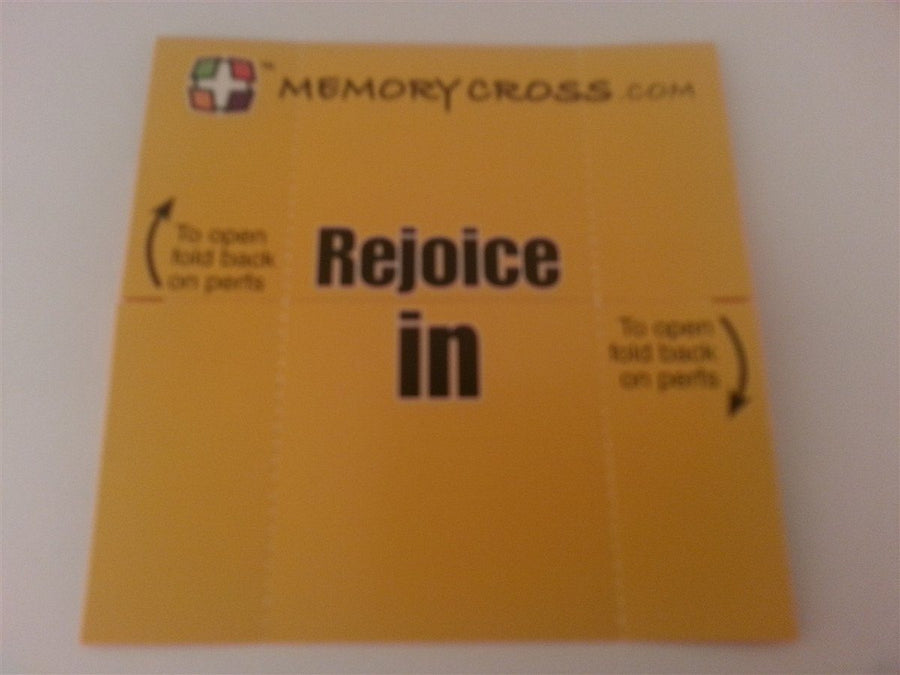 MEMORYCROSS.COM
To open
fold back
on perfs
Rejoice
in
To open
fold back
on perfs